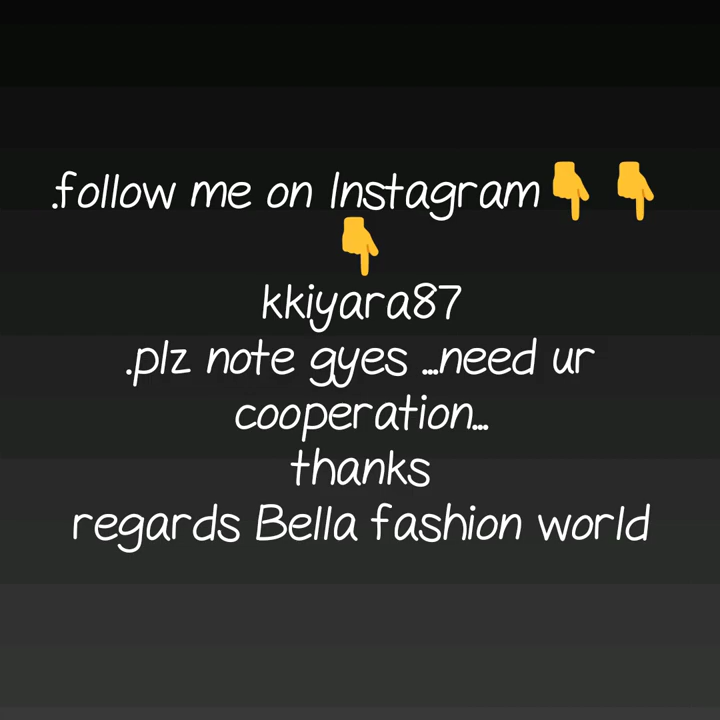 .follow me on Instagram👇 👇
👇
kkiyara87
.plz note gyes ...need ur
cooperation...
thanks
regards Bella fashion world